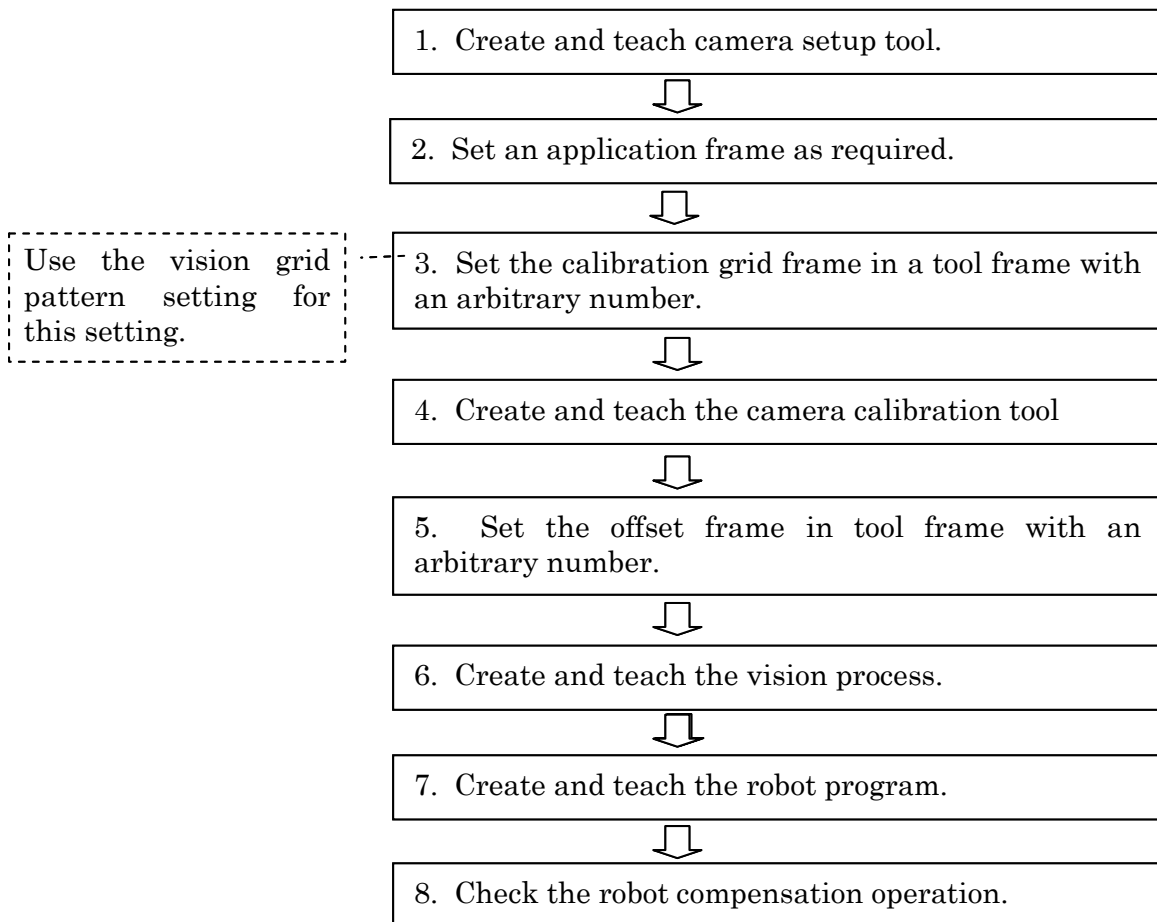 1. Create and teach camera setup tool.
2. Set an application frame as required.
Use the vision grid
pattern setting for
this setting.
3. Set the calibration grid frame in a tool frame with
an arbitrary number.
4. Create and teach the camera calibration tool
5. Set the offset frame in tool frame with an
arbitrary number.
6. Create and teach the vision process.
7. Create and teach the robot program.
8. Check the robot compensation operation.